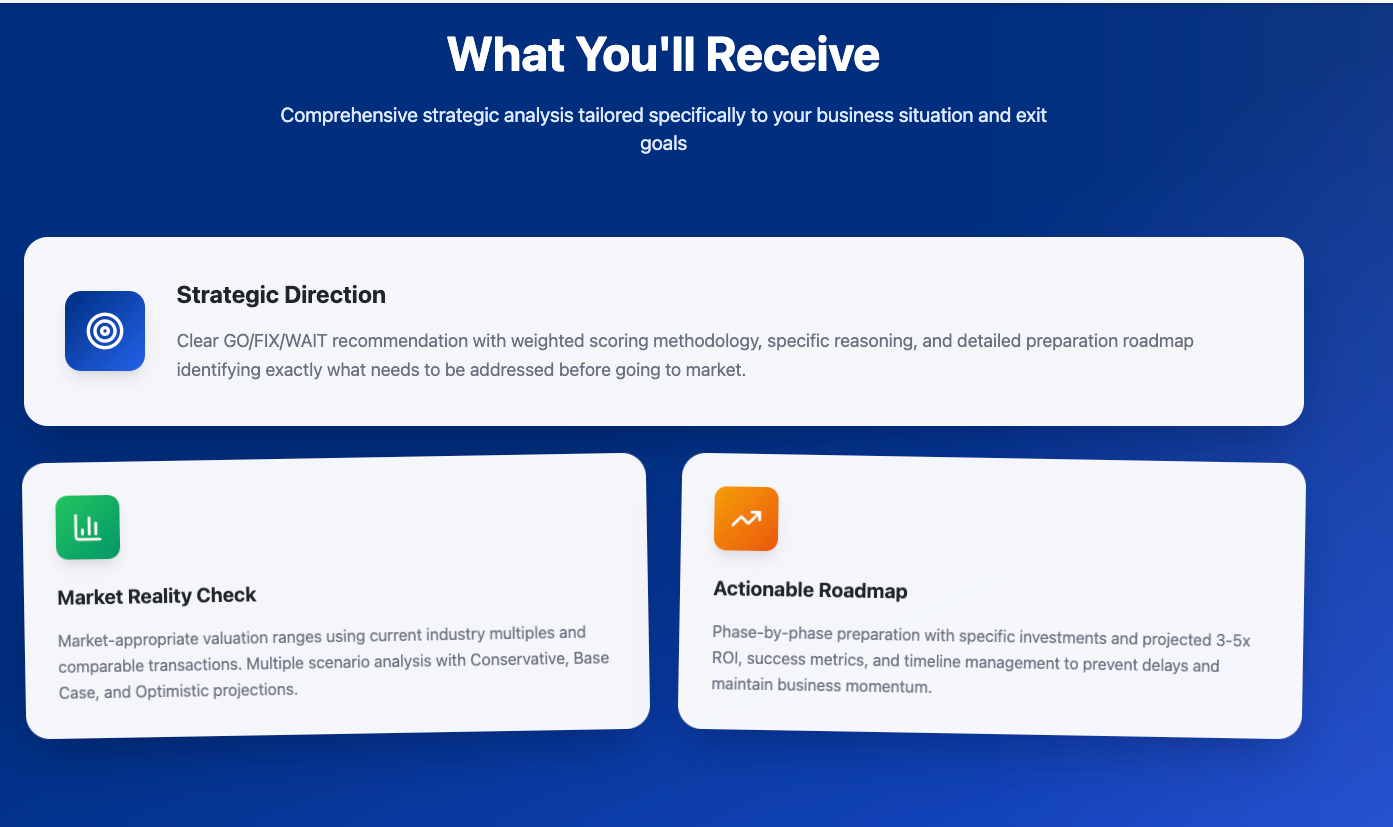 What You'll Receive
Comprehensive strategic analysis tailored specifically to your business situation and exit
goals
Strategic Direction
Clear GO/FIX/WAIT recommendation with weighted scoring methodology, specific reasoning, and detailed preparation roadmap
identifying exactly what needs to be addressed before going to market.
Market Reality Check
Market-appropriate valuation ranges using current industry multiples and
comparable transactions. Multiple scenario analysis with Conservative, Base
Case, and Optimistic projections.
Actionable Roadmap
Phase-by-phase preparation with specific investments and projected 3-5x
ROI, success metrics, and timeline management to prevent delays and
maintain business momentum.